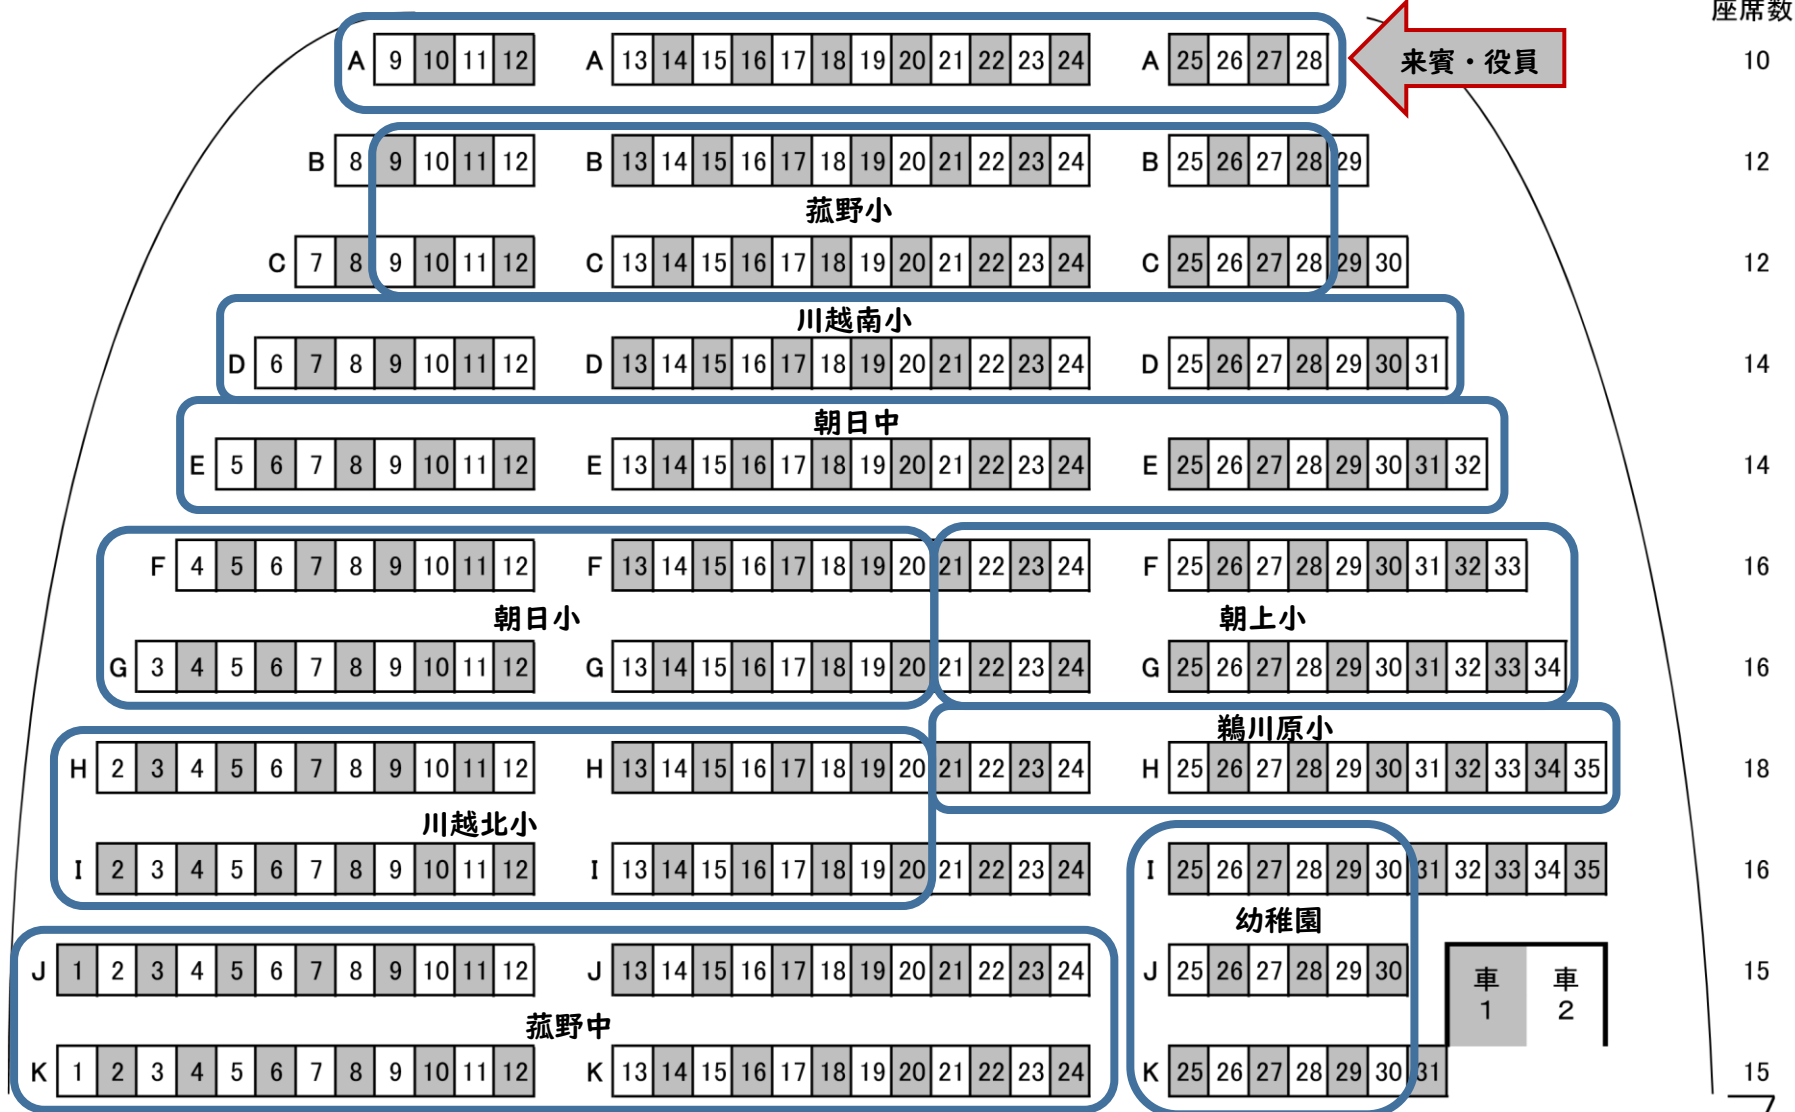 座席数
A 9 10 11 12 A 13 14 15 16 17 18 19 20 21 22 23 24 A 25 26 27 28 来賓・役員 10
B 8 9 10 11 12 B 13 14 15 16 17 18 19 20 21 22 23 24 B 25 26 27 28 29 12
菰野小
C 7 8 9 10 11 12 C 13 14 15 16 17 18 19 20 21 22 23 24 C 25 26 27 28 29 30 12
川越南小
D 6 7 8 9 10 11 12 D 13 14 15 16 17 18 19 20 21 22 23 24 D 25 26 27 28 29 30 31 14
朝日中
E 5 6 7 8 9 10 11 12 E 13 14 15 16 17 18 19 20 21 22 23 24 E 25 26 27 28 29 30 31 32 14
F 4 5 6 7 8 9 10 11 12 F 13 14 15 16 17 18 19 20 21 22 23 24 F 25 26 27 28 29 30 31 32 33 16
朝日小 朝上小
G 3 4 5 6 7 8 9 10 11 12 G 13 14 15 16 17 18 19 20 21 22 23 24 G 25 26 27 28 29 30 31 32 33 34 16
鵜川原小
H 2 3 4 5 6 7 8 9 10 11 12 H 13 14 15 16 17 18 19 20 21 22 23 24 H 25 26 27 28 29 30 31 32 33 34 35 18
川越北小
I 2 3 4 5 6 7 8 9 10 11 12 I 13 14 15 16 17 18 19 20 21 22 23 24 I 25 26 27 28 29 30 31 32 33 34 35 16
幼稚園
J 1 2 3 4 5 6 7 8 9 10 11 12 J 13 14 15 16 17 18 19 20 21 22 23 24 J 25 26 27 28 29 30 車1 車2 15
菰野中
K 1 2 3 4 5 6 7 8 9 10 11 12 K 13 14 15 16 17 18 19 20 21 22 23 24 K 25 26 27 28 29 30 31 15